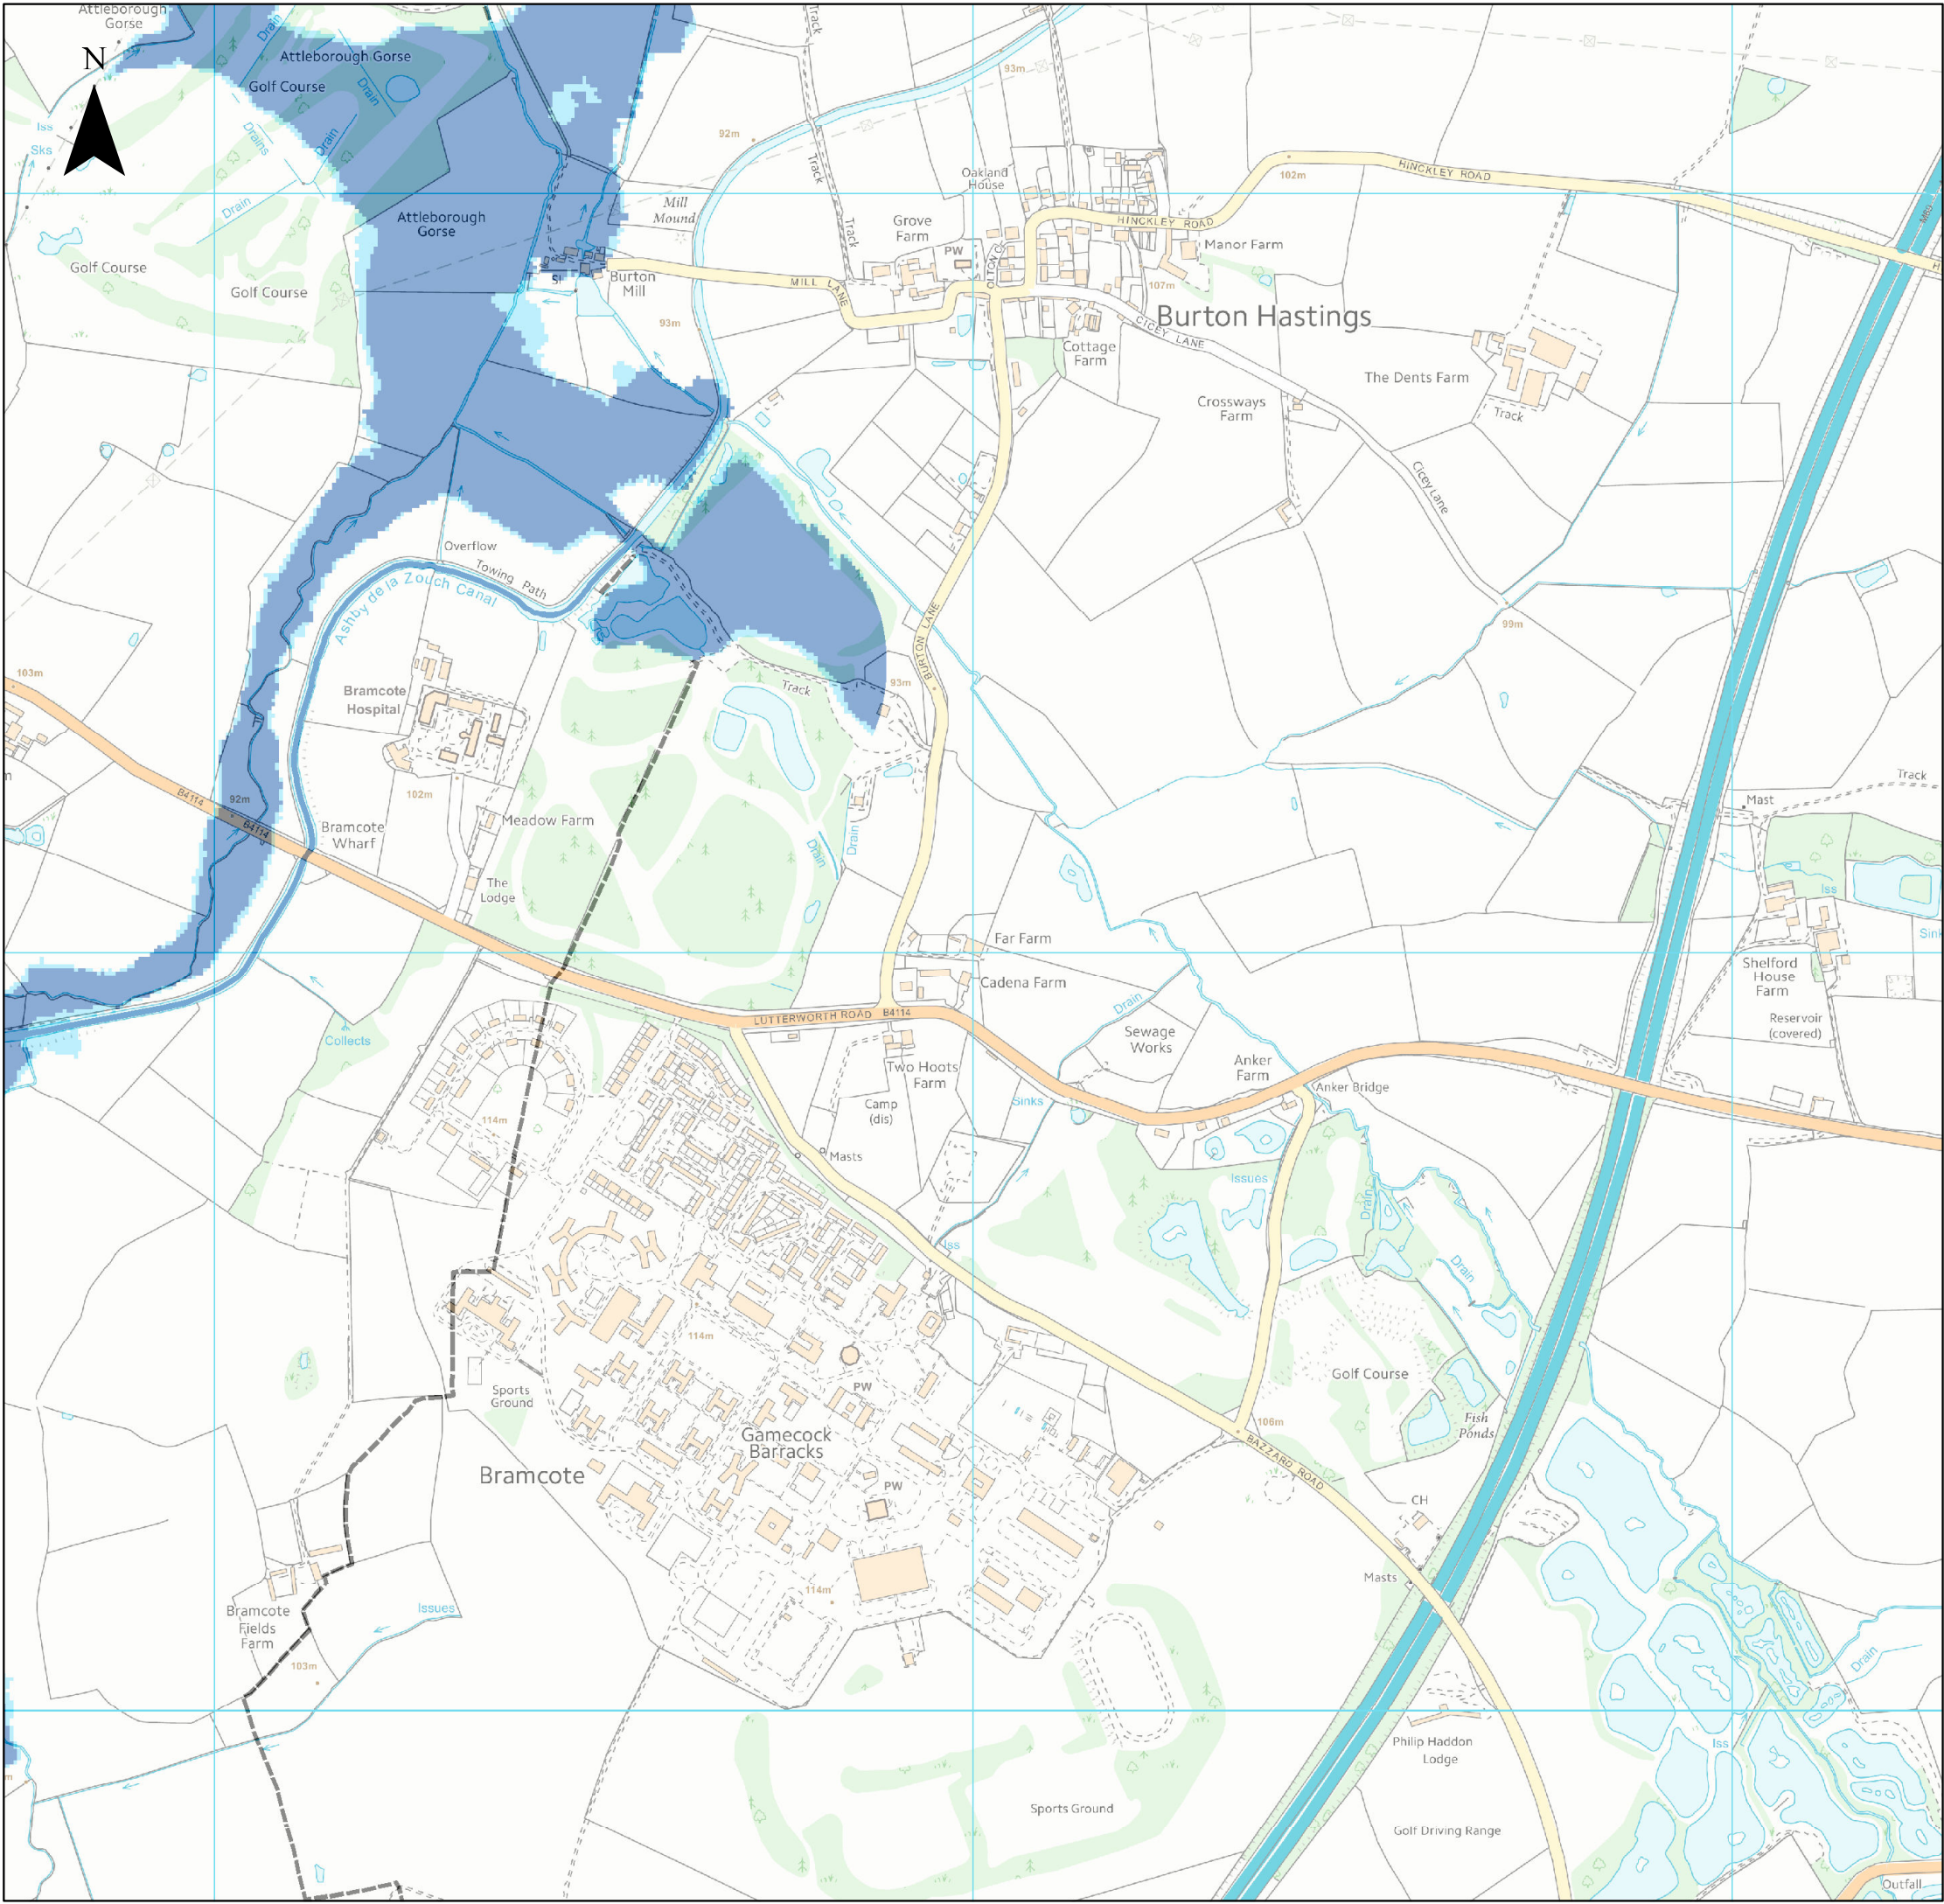 Attleborough
Gorse
N
Drain
Attleborough Gorse
Golf Course
Drain
Iss
Sks
Drains
Drain
Drain
Track
93m
92m
Track
Oakland
House
Mill
Mound
Track
Grove
Farm
PW
HINCKLEY ROAD
HINCKLEY ROAD
102m
M69
Attleborough
Gorse
Golf Course
Golf Course
Burton
Mill
MILL LANE
93m
Manor Farm
107m
Burton Hastings
CICEY LANE
Cottage
Farm
The Dents Farm
Crossways
Farm
Track
Cicey Lane
Overflow
Towing Path
Ashby de la Zouch Canal
BURTON LANE
99m
103m
Bramcote
Hospital
Track
93m
Track
B4114
92m
B4114
102m
Bramcote
Wharf
Meadow Farm
Drain
Drain
Mast
The
Lodge
Iss
Far Farm
Cadena Farm
Drain
Shelford
House
Farm
Reservoir
(covered)
LUTTERWORTH ROAD B4114
Collects
Sewage
Works
Two Hoots
Farm
Anker
Farm
Anker Bridge
Sinks
Camp
(dis)
114m
Masts
Issues
Drain
Iss
Drain
114m
Golf Course
Sports
Ground
PW
Fish
Ponds
106m
Gamecock
Barracks
BAZZARD ROAD
Bramcote
PW
CH
Masts
114m
Bramcote
Fields
Farm
Issues
103m
Drain
Philip Haddon
Lodge
Iss
Sports Ground
Golf Driving Range
Outfall